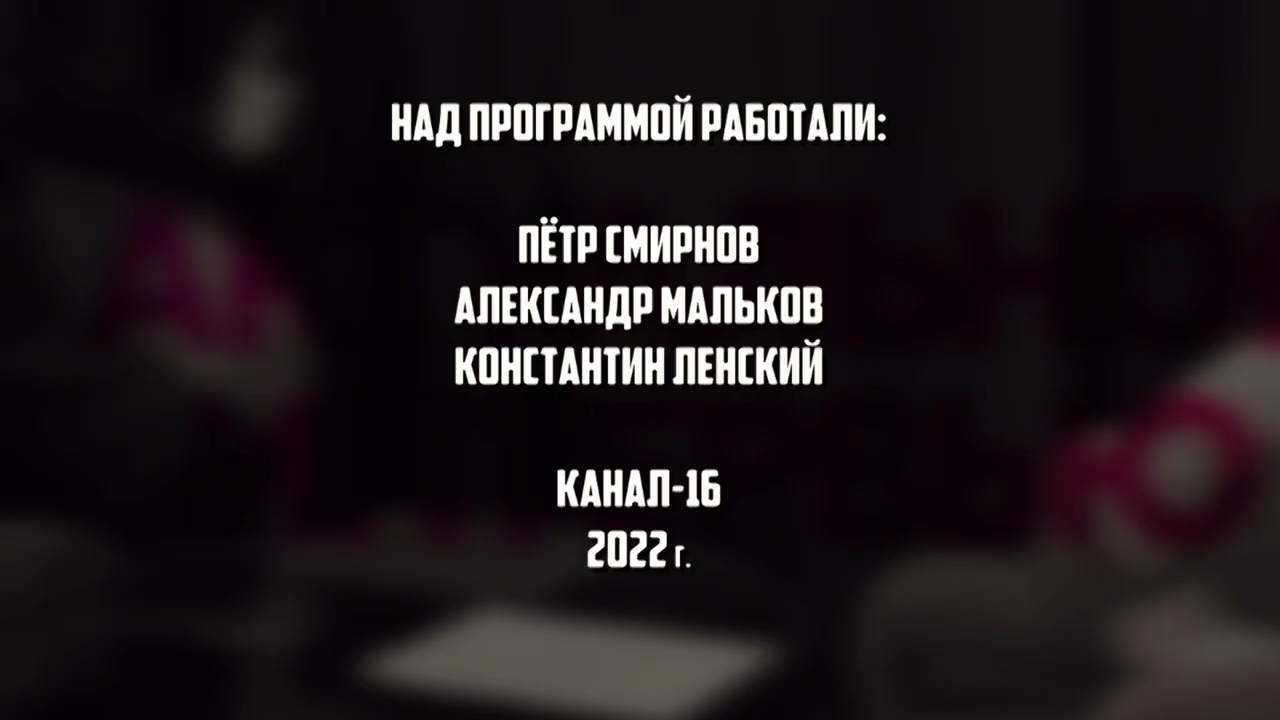 НАД ПРОГРАММОЙ РАБОТАЛИ:
ПЁТР СМИРНОВ
АЛЕКСАНДР МАЛЬКОВ
КОНСТАНТИН ЛЕНСКИЙ
КАНАЛ-16
2022 г.